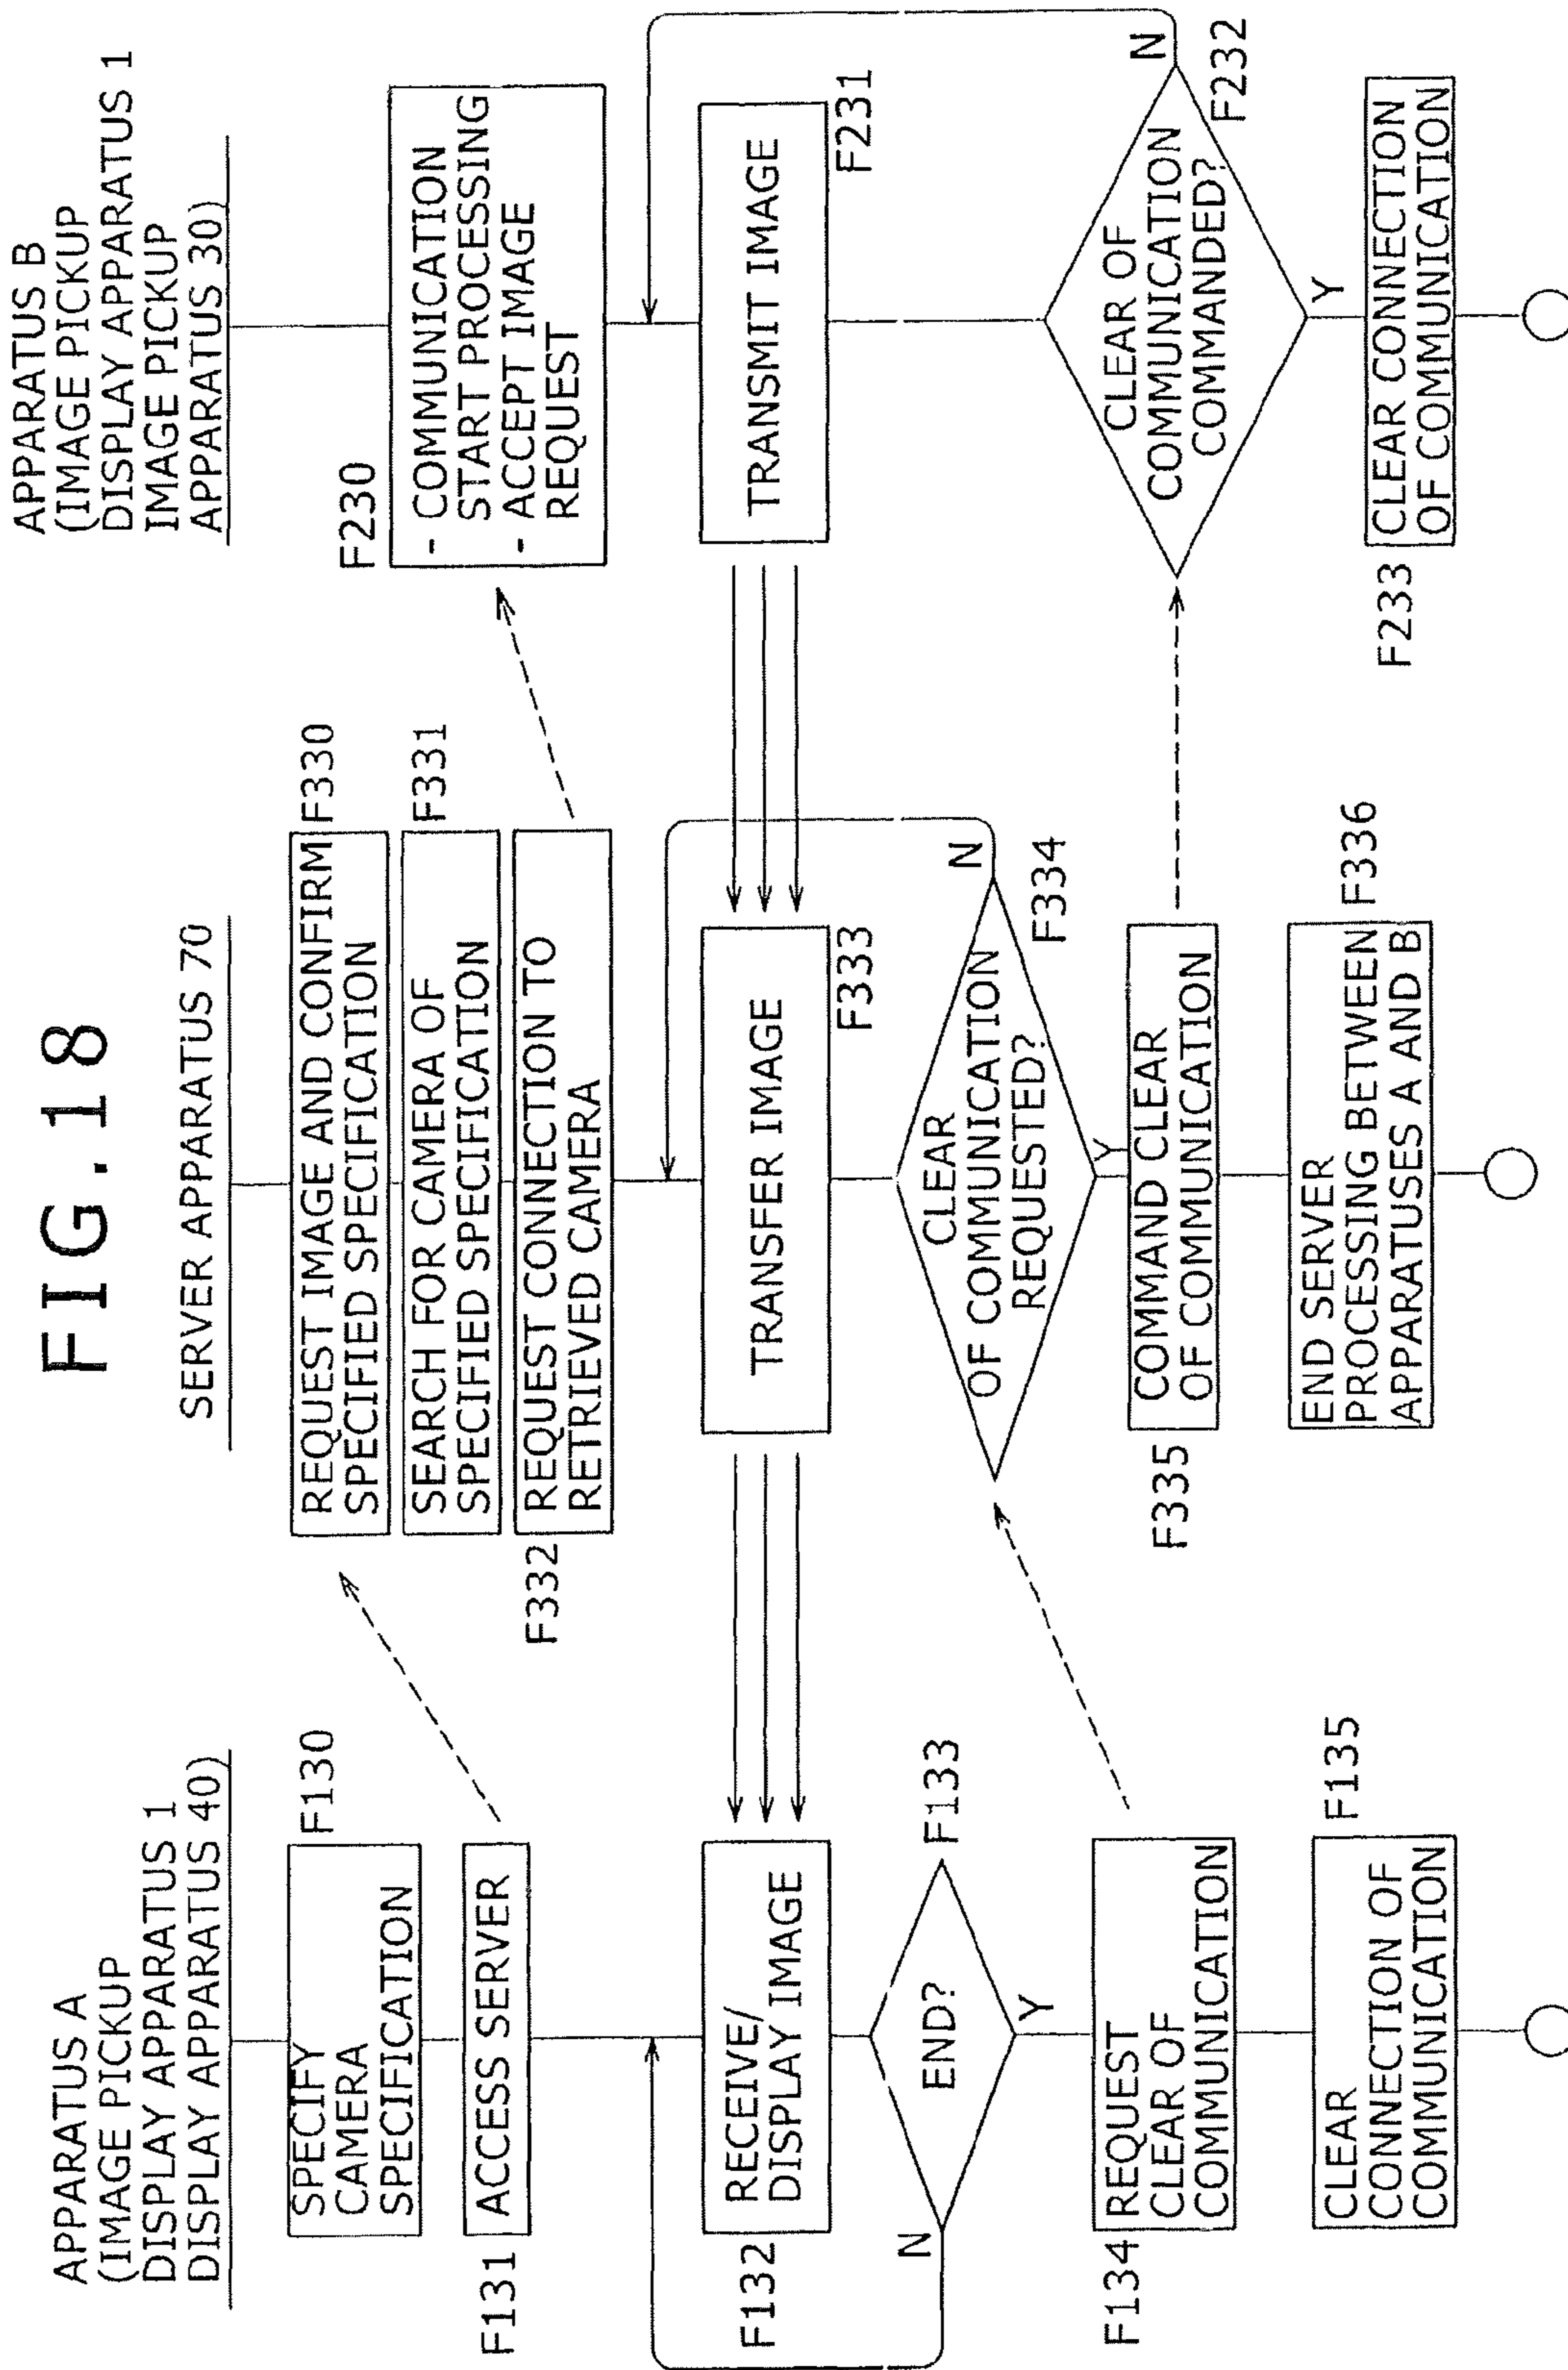 FIG.18
APPARATUS A
(IMAGE PICKUP
DISPLAY APPARATUS 1
DISPLAY APPARATUS 40)
SPECIFY
CAMERA
SPECIFICATION
F130
ACCESS SERVER
F131
RECEIVE/
DISPLAY IMAGE
F132
END?
F133
N
Y
REQUEST
CLEAR OF
COMMUNICATION
F134
CLEAR
CONNECTION OF
COMMUNICATION
F135
SERVER APPARATUS 70
REQUEST IMAGE AND CONFIRM
SPECIFIED SPECIFICATION
F330
SEARCH FOR CAMERA OF
SPECIFIED SPECIFICATION
F331
REQUEST CONNECTION TO
RETRIEVED CAMERA
F332
TRANSFER IMAGE
F333
CLEAR
OF COMMUNICATION
REQUESTED?
F334
N
Y
COMMAND CLEAR
OF COMMUNICATION
F335
END SERVER
PROCESSING BETWEEN
APPARATUSES A AND B
F336
APPARATUS B
(IMAGE PICKUP
DISPLAY APPARATUS 1
IMAGE PICKUP
APPARATUS 30)
F230
- COMMUNICATION
START PROCESSING
- ACCEPT IMAGE
REQUEST
TRANSMIT IMAGE
F231
CLEAR OF
COMMUNICATION
COMMANDED?
F232
N
Y
CLEAR CONNECTION
OF COMMUNICATION
F233